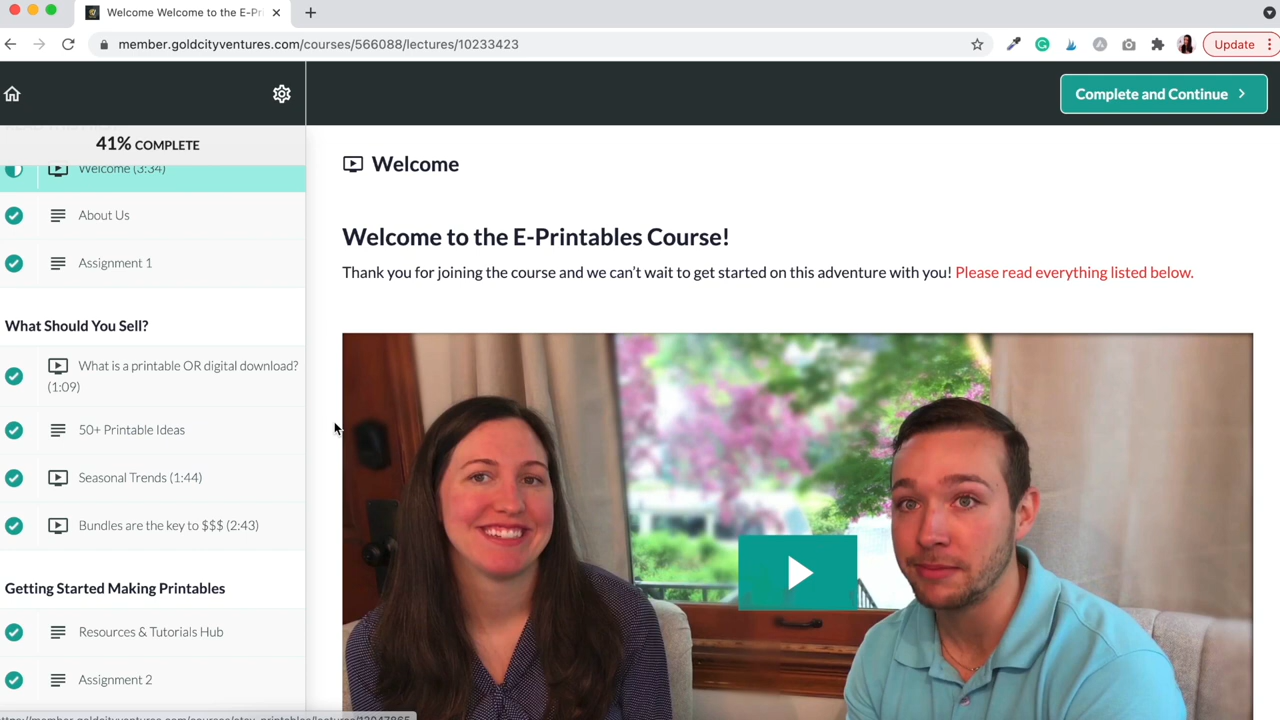 Welcome Welcome to the E-Pri
member.goldcityventures.com/courses/566088/lectures/10233423
Update
Complete and Continue
41% COMPLETE
Welcome (3:34)
About Us
Assignment 1
What Should You Sell?
What is a printable OR digital download?
(1:09)
50+ Printable Ideas
Seasonal Trends (1:44)
Bundles are the key to $$$ (2:43)
Getting Started Making Printables
Resources & Tutorials Hub
Assignment 2
Welcome
Welcome to the E-Printables Course!
Thank you for joining the course and we can’t wait to get started on this adventure with you! Please read everything listed below.